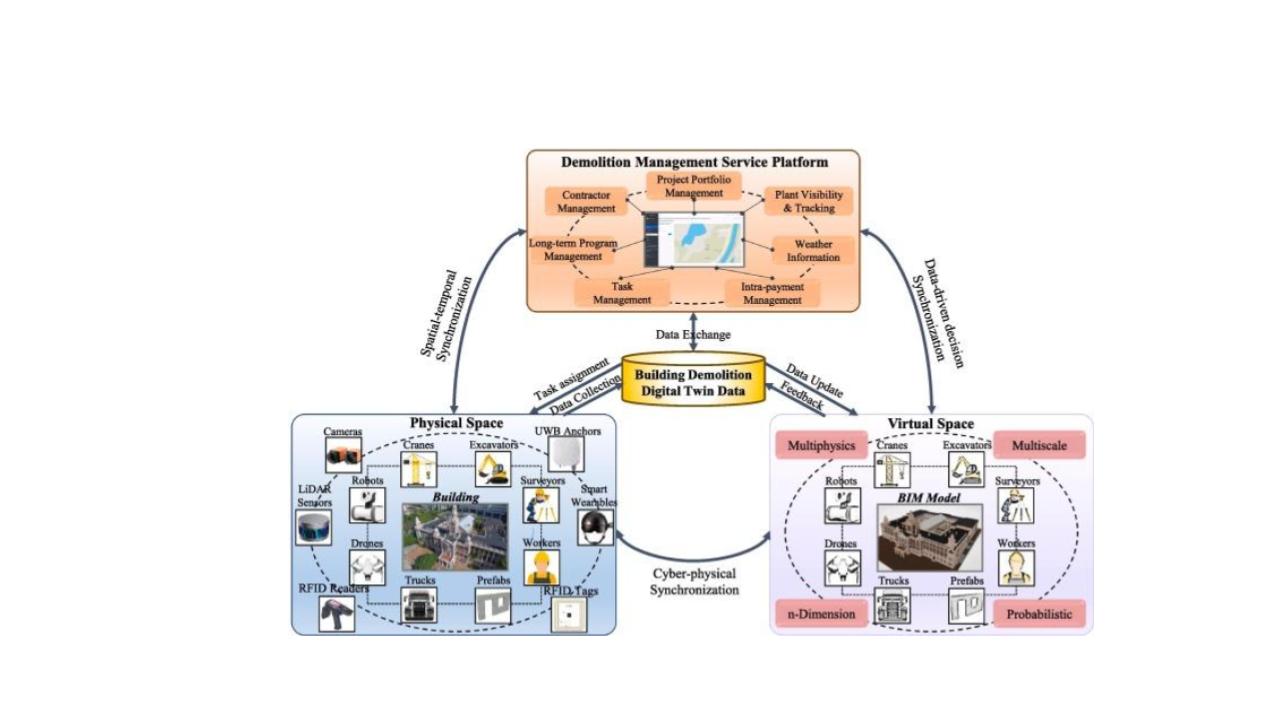 Demolition Management Service Platform
Project Portfolio
Management
Contractor
Management
Plant Visibility
& Tracking
Long-term Program
Management
Weather
Information
Task
Management
Intra-payment
Management
Spatial-temporal
Synchronization
Data-driven decision
Synchronization
Data Exchange
Building Demolition
Digital Twin Data
Task assignment
Data Collection
Data Update
Feedback
Physical Space
Cameras
UWB Anchors
Cranes
Excavators
LiDAR
Sensors
Robots
Surveyors
Smart
Wearables
Building
Drones
Workers
RFID Readers
Trucks
Prefabs
RFID Tags
Cyber-physical
Synchronization
Virtual Space
Multiphysics
Multiscale
Cranes
Excavators
Robots
Surveyors
BIM Model
Drones
Workers
Trucks
Prefabs
n-Dimension
Probabilistic